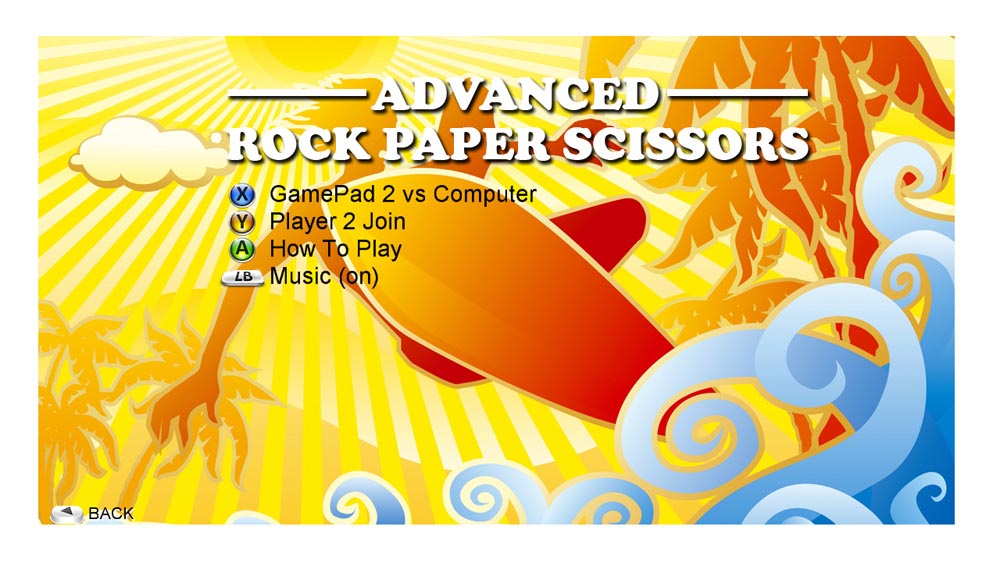 ADVANCED
ROCK PAPER SCISSORS
X GamePad 2 vs Computer
Y Player 2 Join
A How To Play
LB Music (on)
BACK